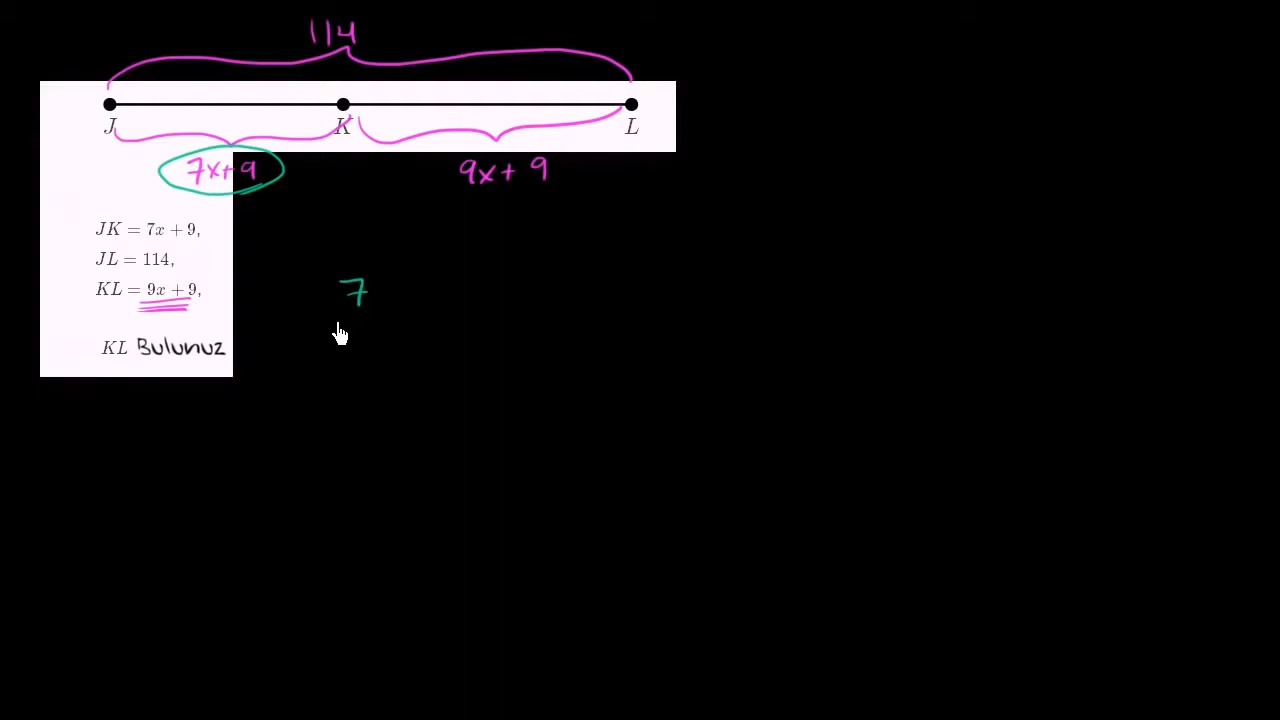 114
J K L
7x+9 9x+ 9
JK = 7x + 9,
JL = 114,
KL = 9x + 9,
7
KL Bulunuz